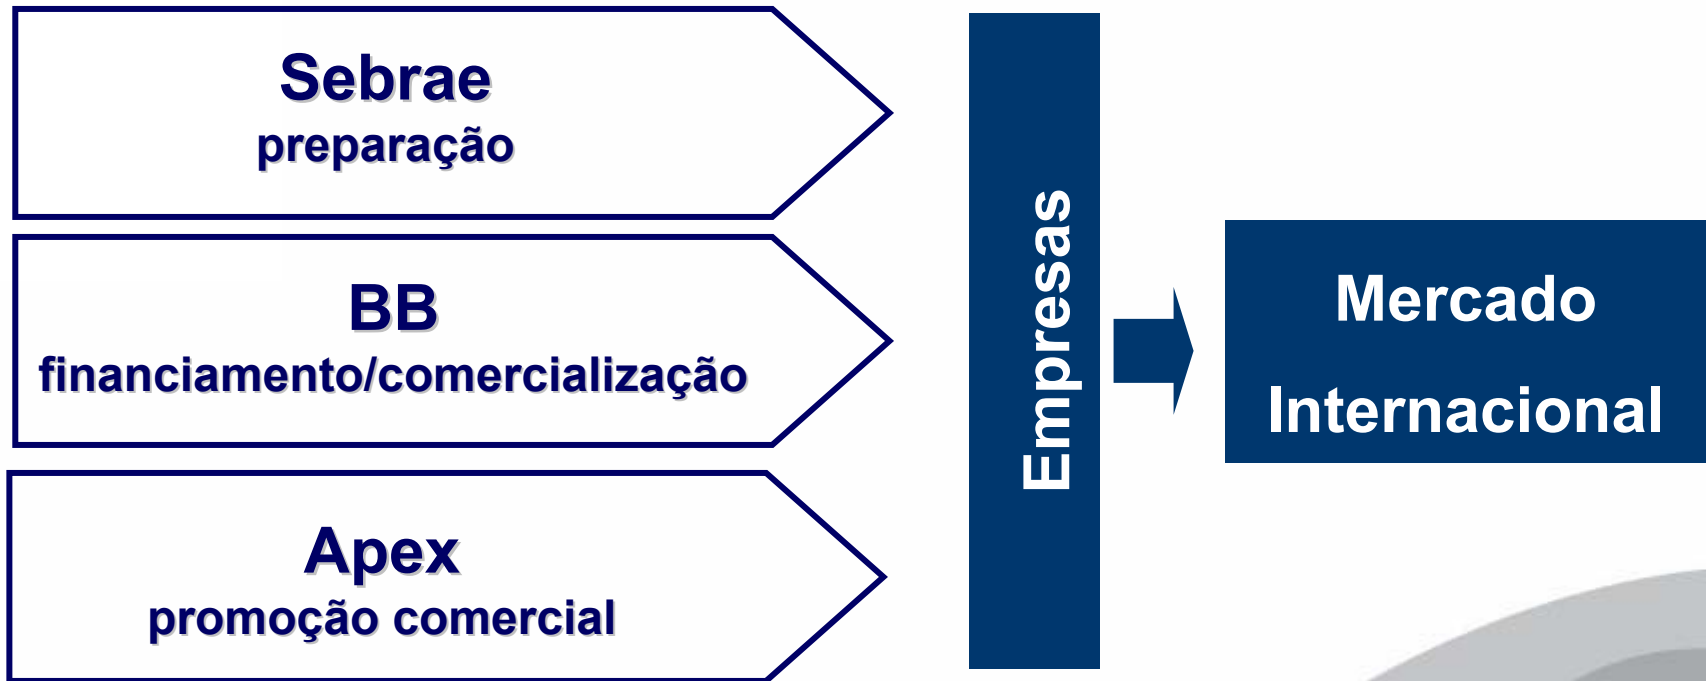 Sebrae
preparação
BB
financiamento/comercialização
Apex
promoção comercial
Empresas
Mercado
Internacional